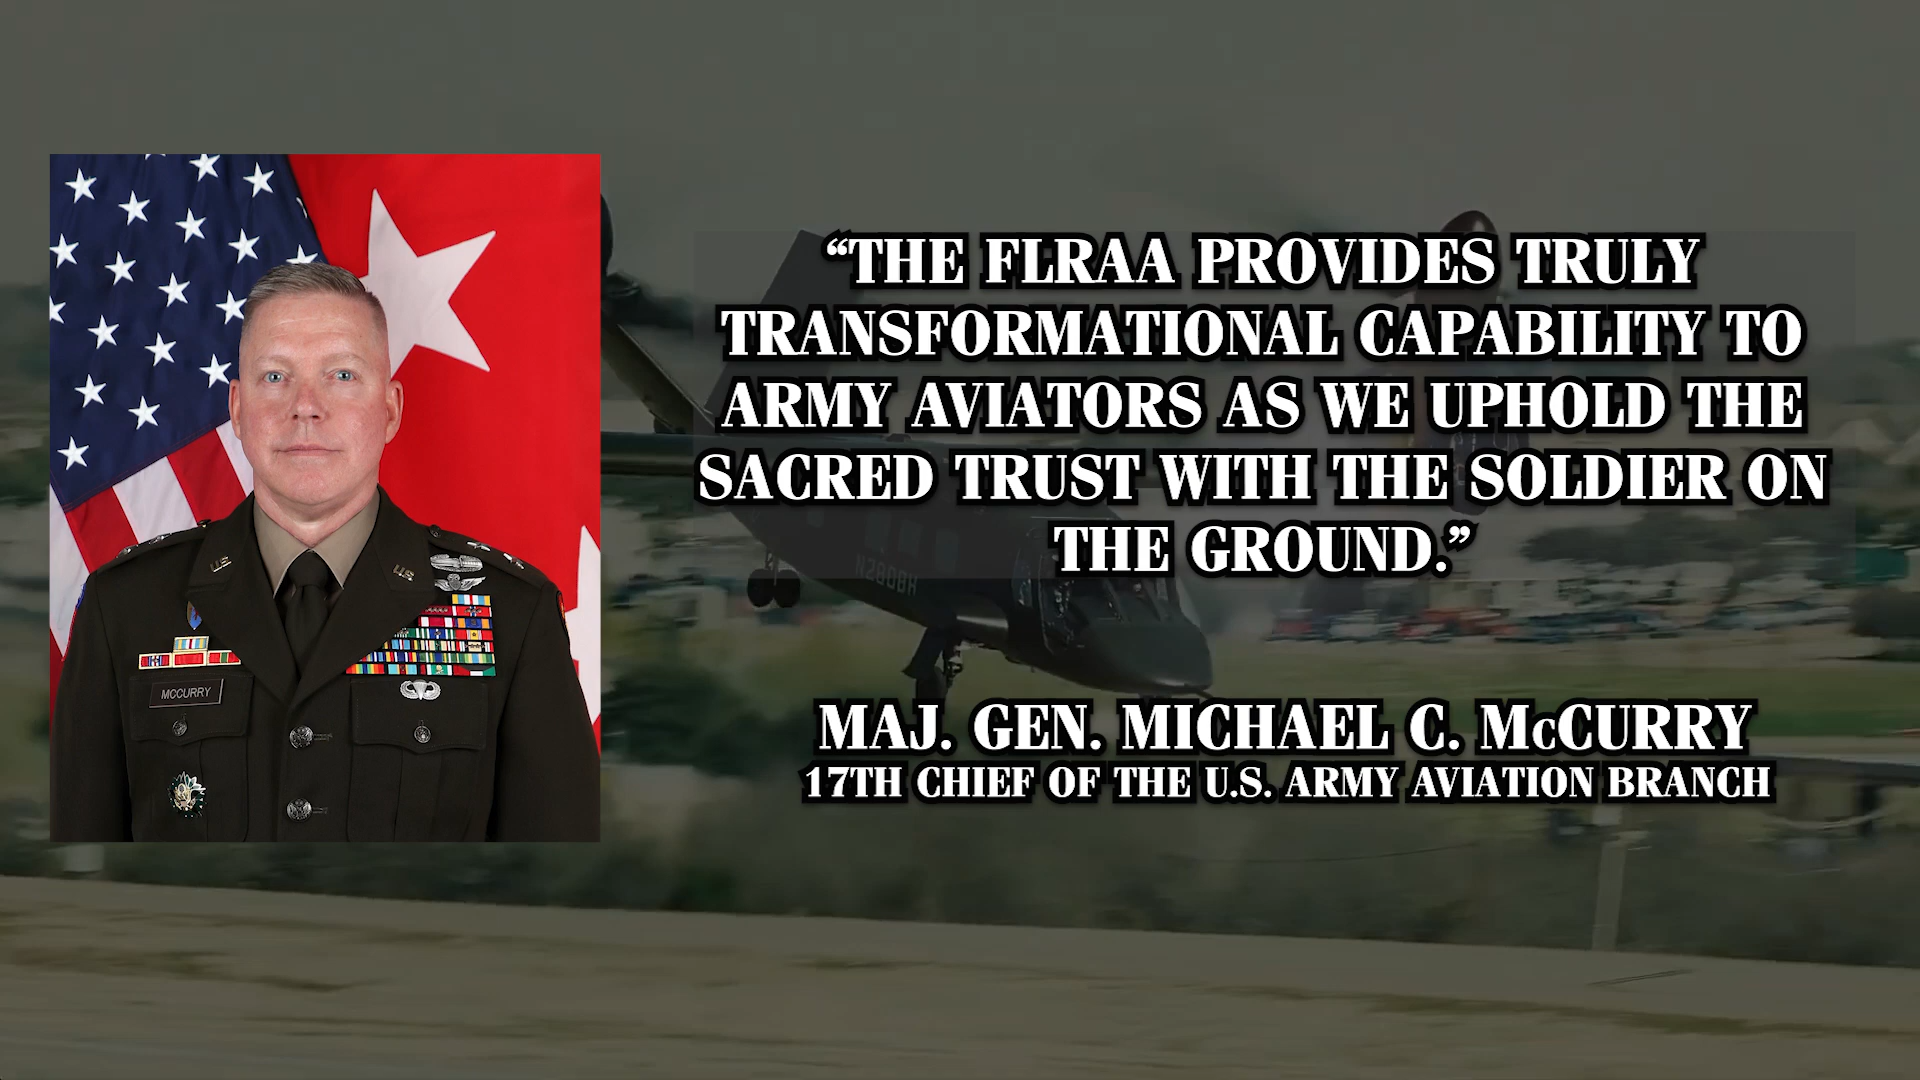 “THE FLRAA PROVIDES TRULY
TRANSFORMATIONAL CAPABILITY TO
ARMY AVIATORS AS WE UPHOLD THE
SACRED TRUST WITH THE SOLDIER ON
THE GROUND.”
N280BH
MAJ. GEN. MICHAEL C. McCURRY
17TH CHIEF OF THE U.S. ARMY AVIATION BRANCH
U.S.
U.S.
MCCURRY